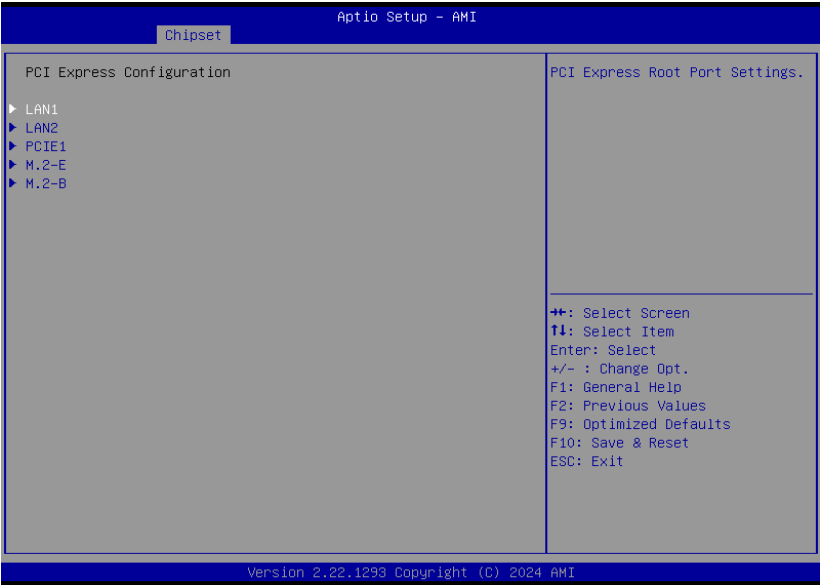 Aptio Setup – AMI
Chipset
PCI Express Configuration
LAN1
LAN2
PCIE1
M.2–E
M.2–B
PCI Express Root Port Settings.
→←: Select Screen
↑↓: Select Item
Enter: Select
+/– : Change Opt.
F1: General Help
F2: Previous Values
F9: Optimized Defaults
F10: Save & Reset
ESC: Exit
Version 2.22.1293 Copyright (C) 2024 AMI